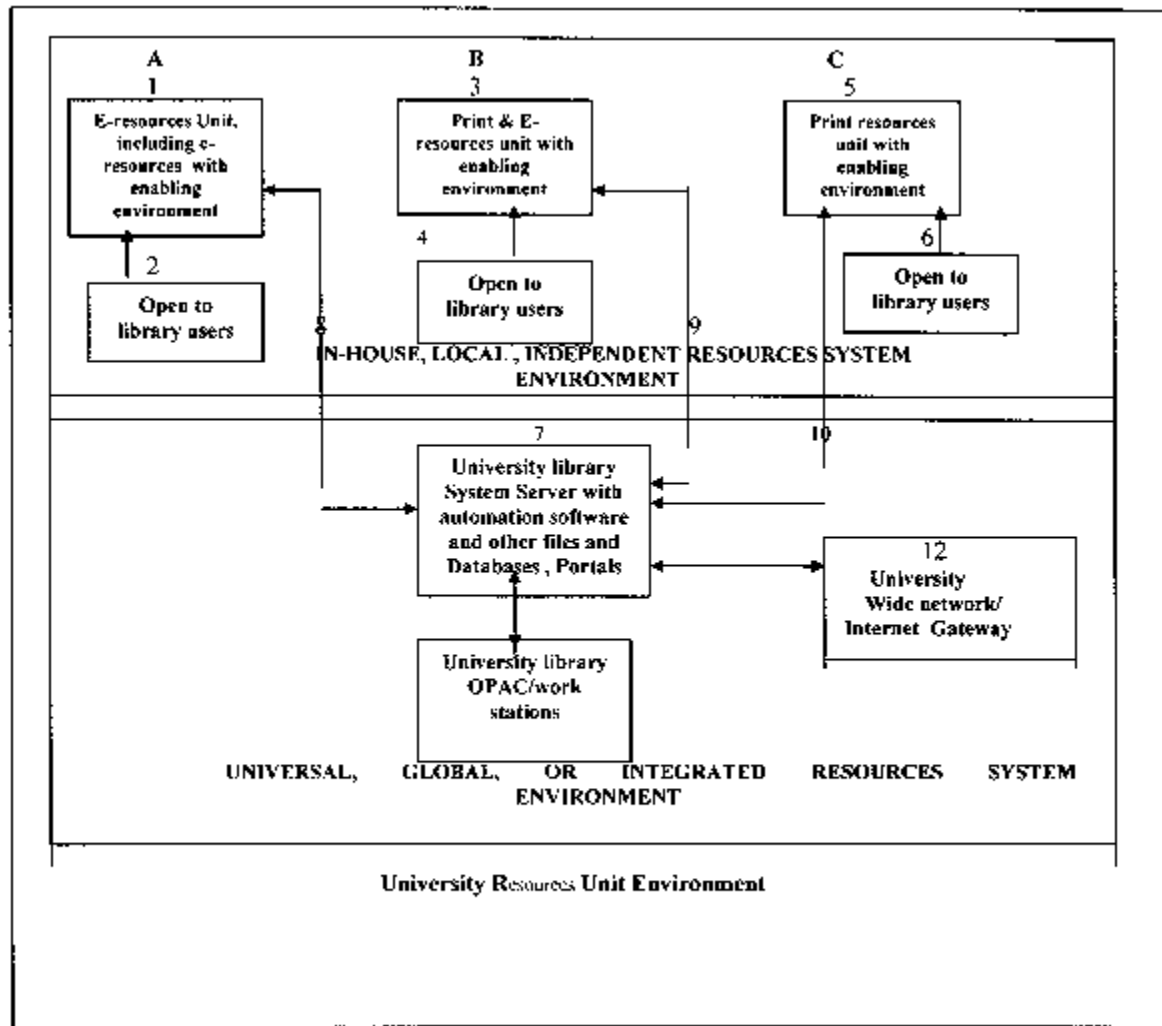 A
1
E-resources Unit,
including e-
resources with
enabling
environment
2
Open to
library users
B
3
Print & E-
resources unit with
enabling
environment
4
Open to
library users
C
5
Print resources
unit with
enabling
environment
6
Open to
library users
9
IN-HOUSE, LOCAL , INDEPENDENT RESOURCES SYSTEM
ENVIRONMENT
7
University library
System Server with
automation software
and other files and
Databases , Portals
10
12
University
Wide network/
Internet Gateway
University library
OPAC/work
stations
UNIVERSAL, GLOBAL, OR INTEGRATED RESOURCES SYSTEM
ENVIRONMENT
University Resources Unit Environment